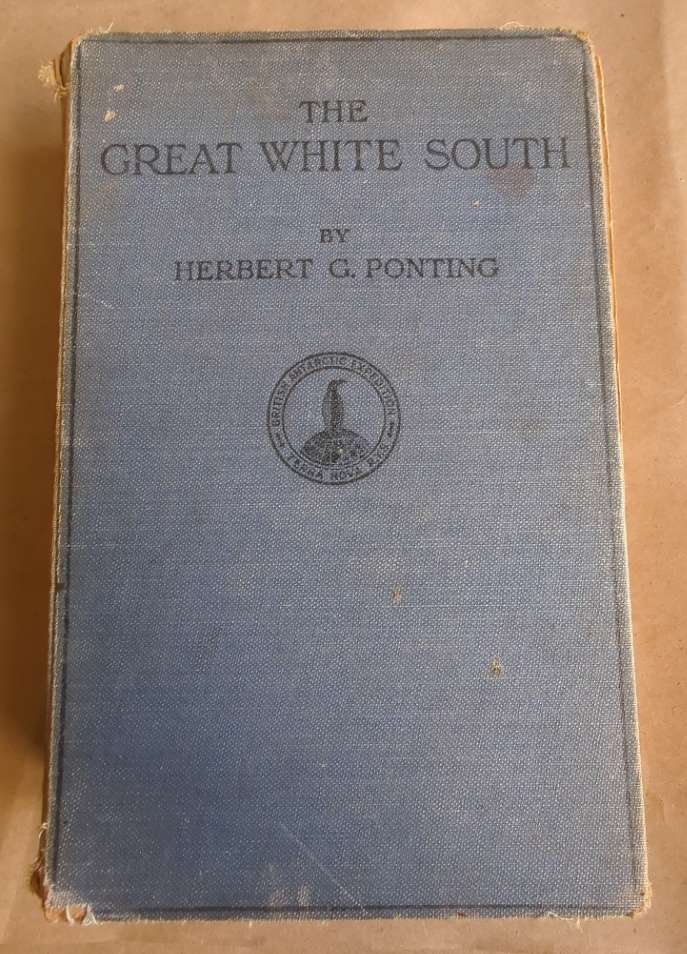 THE
GREAT WHITE SOUTH
BY
HERBERT G. PONTING
BRITISH ANTARCTIC EXPEDITION
TERRA NOVA R.Y.S.